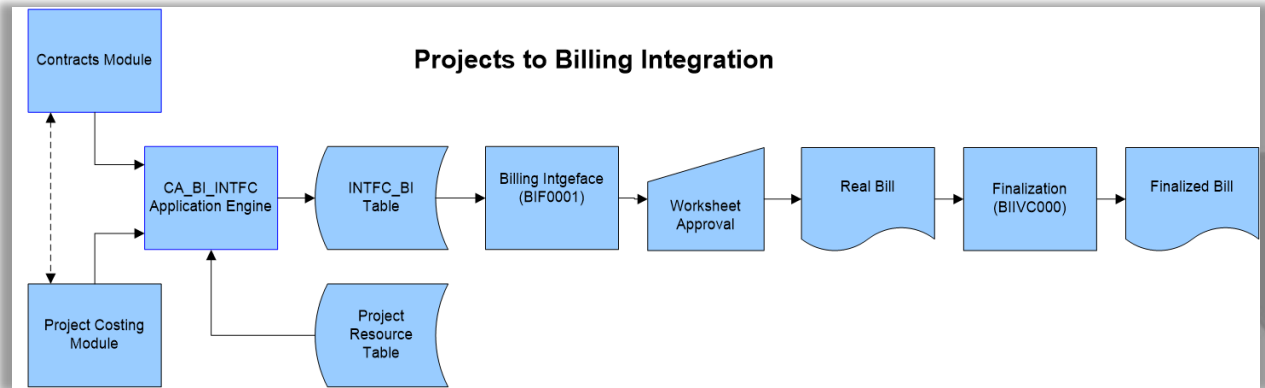 Contracts Module
Projects to Billing Integration
CA_BI_INTFC
Application Engine
INTFC_BI
Table
Billing Intgeface
(BIF0001)
Worksheet
Approval
Real Bill
Finalization
(BIIVC000)
Finalized Bill
Project Costing
Module
Project
Resource
Table